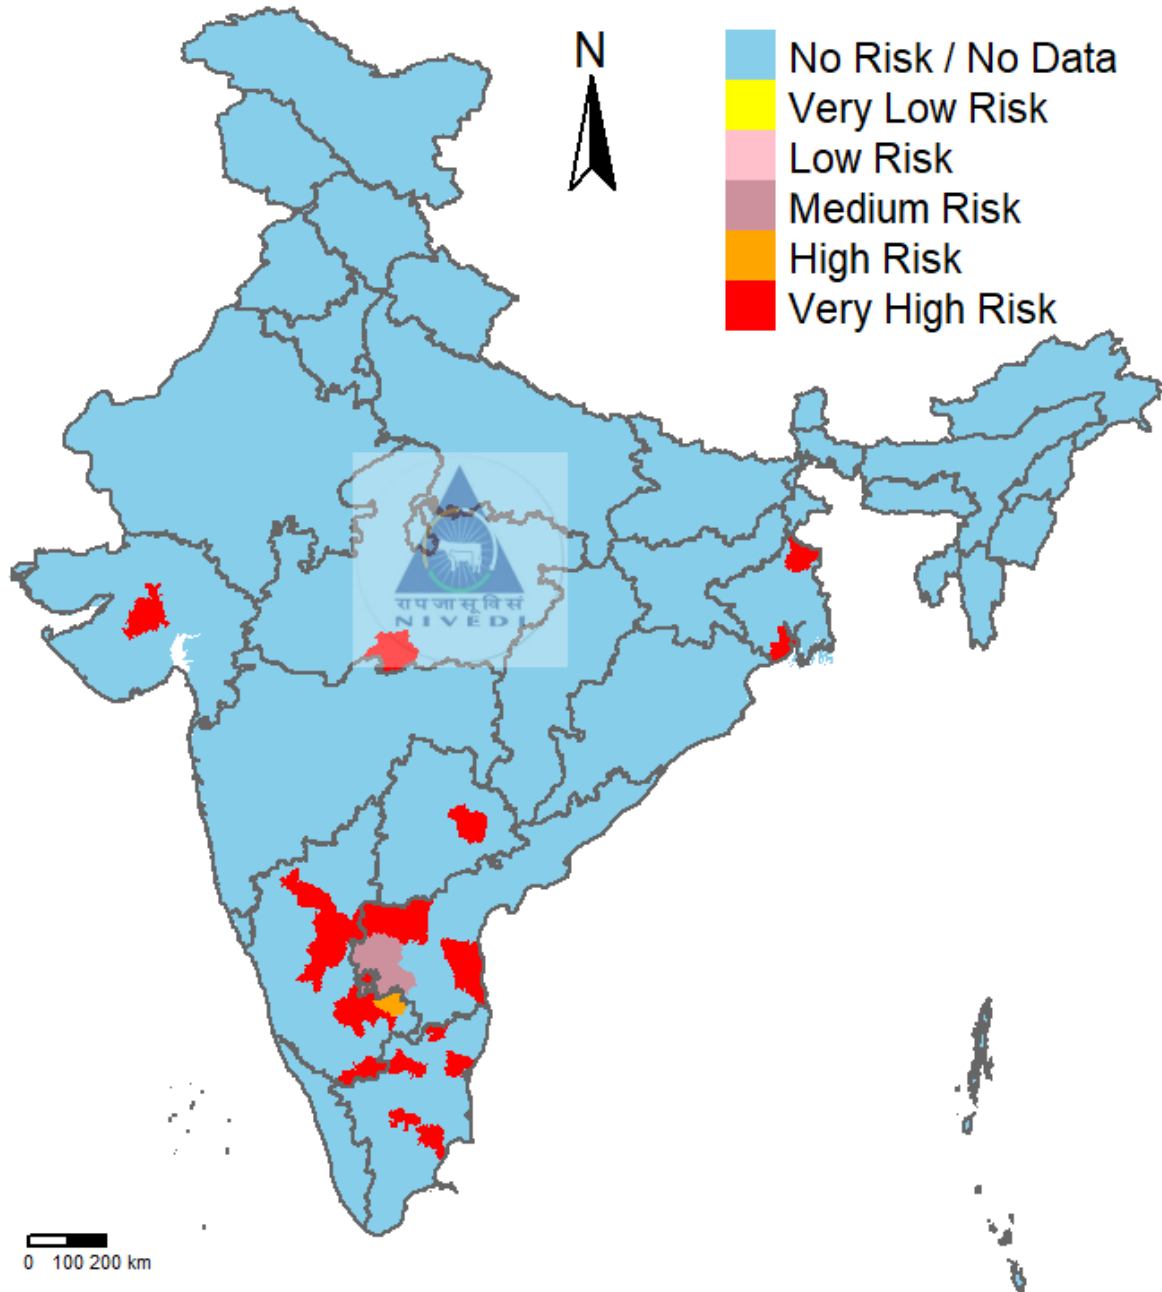 N
No Risk / No Data
Very Low Risk
Low Risk
Medium Risk
High Risk
Very High Risk
रा प जा सू वि सं
NIVEDI
0 100 200 km